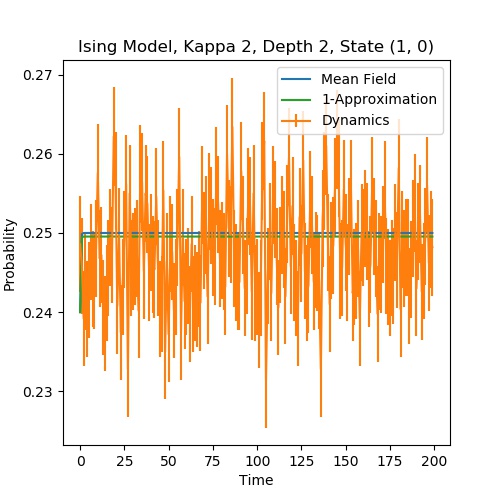 Ising Model, Kappa 2, Depth 2, State (1, 0)
Mean Field
1-Approximation
Dynamics
0.27
0.26
0.25
0.24
0.23
Probability
0 25 50 75 100 125 150 175 200
Time